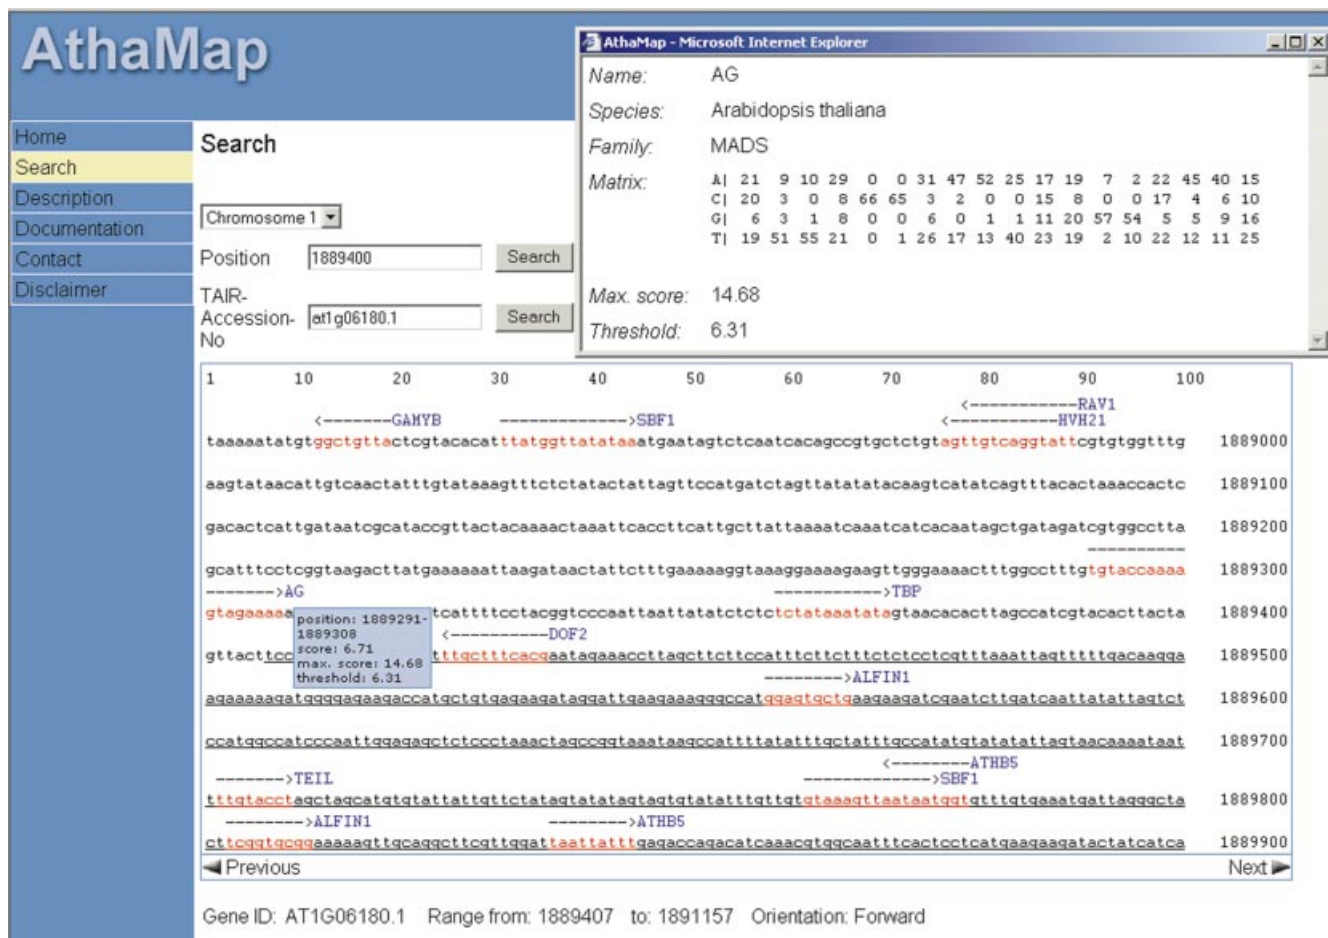 AthaMap
AthaMap - Microsoft Internet Explorer
Name: AG
Species: Arabidopsis thaliana
Family: MADS
Matrix: A| 21 9 10 29 0 0 31 47 52 25 17 19 7 2 22 45 40 15
C| 20 3 0 8 66 65 3 2 0 0 15 8 0 0 17 4 6 10
G| 6 3 1 8 0 0 6 0 1 1 11 20 57 54 5 5 9 16
T| 19 51 55 21 0 1 26 17 13 40 23 19 2 10 22 12 11 25
Max. score: 14.68
Threshold: 6.31
Home
Search
Description
Documentation
Contact
Disclaimer
Search
Chromosome 1
Position 1889400 Search
TAIR-
Accession-
No
at1g06180.1 Search
1 10 20 30 40 50 60 70 80 90 100
<-----------RAV1
<-------GAMYB ------------->SBF1 <-----------HVH21
taaaaatatgtggctgttactcgtacacatttatggttatataaatgaatagtctcaatcacagccgtgctctgtagttgtcaggtattcgtgtggtttg 1889000
aagtataacattgtcaactatttgtataaagtttctctatactattagttccatgatctagttatatatacaagtcatatcagtttacactaaaccactc 1889100
gacactcattgataatcgcataccgttactacaaaactaaattcaccttcattgcttattaaaatcaaatcatcacaatagctgatagatcgtggcctta 1889200
----------
gcatttcctcggtaagacttatgaaaaaattaagataactattctttgaaaaaggtaaaggaaaagaagttgggaaaactttggcctttgtgtaccaaaa 1889300
------->AG ----------->TBP
gtagaaaaa tcattttcctacggtcccaattaattatatctctctctataaatatagtaacacacttagccatcgtacacttacta 1889400
position: 1889291-
1889308
score: 6.71
max. score: 14.68
threshold: 6.31
<----------DOF2
gttacttcc tttgctttcacgaatagaaaccttagcttcttccatttcttctttctctcctcgtttaaattagtttttgacaagga 1889500
-------->ALFIN1
agaaaaagatggggagaagaccatgctgtgagaagataggattgaagaaagggccatggagtgctgaagaagatcgaatcttgatcaattatattagtct 1889600
ccatggccatcccaattggagagctctccctaaactagccggtaaataagccattttatatttgctatttgccatatgtatatattagtaacaaaataat 1889700
<--------ATHB5
------->TEIL ------------->SBF1
tttgtacctagctagcatgtgtattattgttctatagtatatagtagtgtatatttgttgtgtaaagttaataatggtgtttgtgaaatgattagggcta 1889800
-------->ALFIN1 -------->ATHB5
cttcggtgcggaaaaagttgcaggcttcgttggattaattatttgagaccagacatcaaacgtggcaatttcactcctcatgaagaagatactatcatca 1889900
Previous Next
Gene ID: AT1G06180.1 Range from: 1889407 to: 1891157 Orientation: Forward